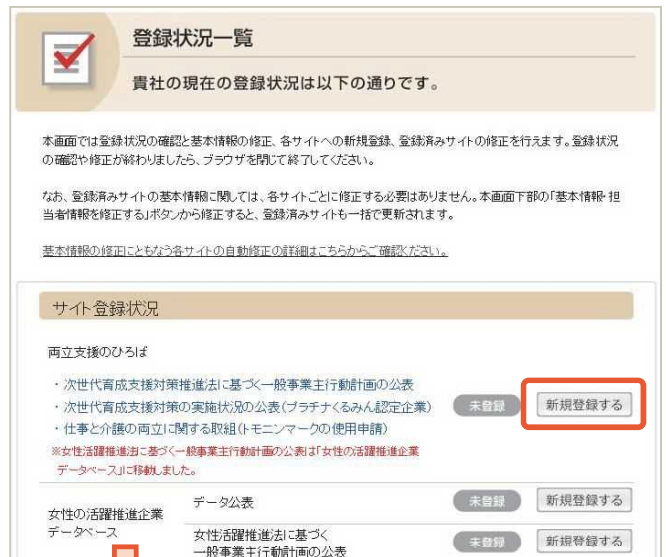 登録状況一覧
貴社の現在の登録状況は以下の通りです。
本画面では登録状況の確認と基本情報の修正、各サイトへの新規登録、登録済みサイトの修正を行えます。登録状況
の確認や修正が終わりましたら、ブラウザを閉じて終了してください。
なお、登録済みサイトの基本情報に関しては、各サイトごとに修正する必要はありません。本画面下部の「基本情報・担
当者情報を修正する」ボタンから修正すると、登録済みサイトも一括で更新されます。
基本情報の修正にともなう各サイトの自動修正の詳細はこちらからご確認ください。
サイト登録状況
両立支援のひろば
・次世代育成支援対策推進法に基づく一般事業主行動計画の公表
・次世代育成支援対策の実施状況の公表(プラチナくるみん認定企業) 未登録 新規登録する
・仕事と介護の両立に関する取組(トモニンマークの使用申請)
※女性活躍推進法に基づく一般事業主行動計画の公表は「女性の活躍推進企業
データベース」に移動しました。
女性の活躍推進企業
データベース
データ公表 未登録 新規登録する
女性活躍推進法に基づく
一般事業主行動計画の公表 未登録 新規登録する